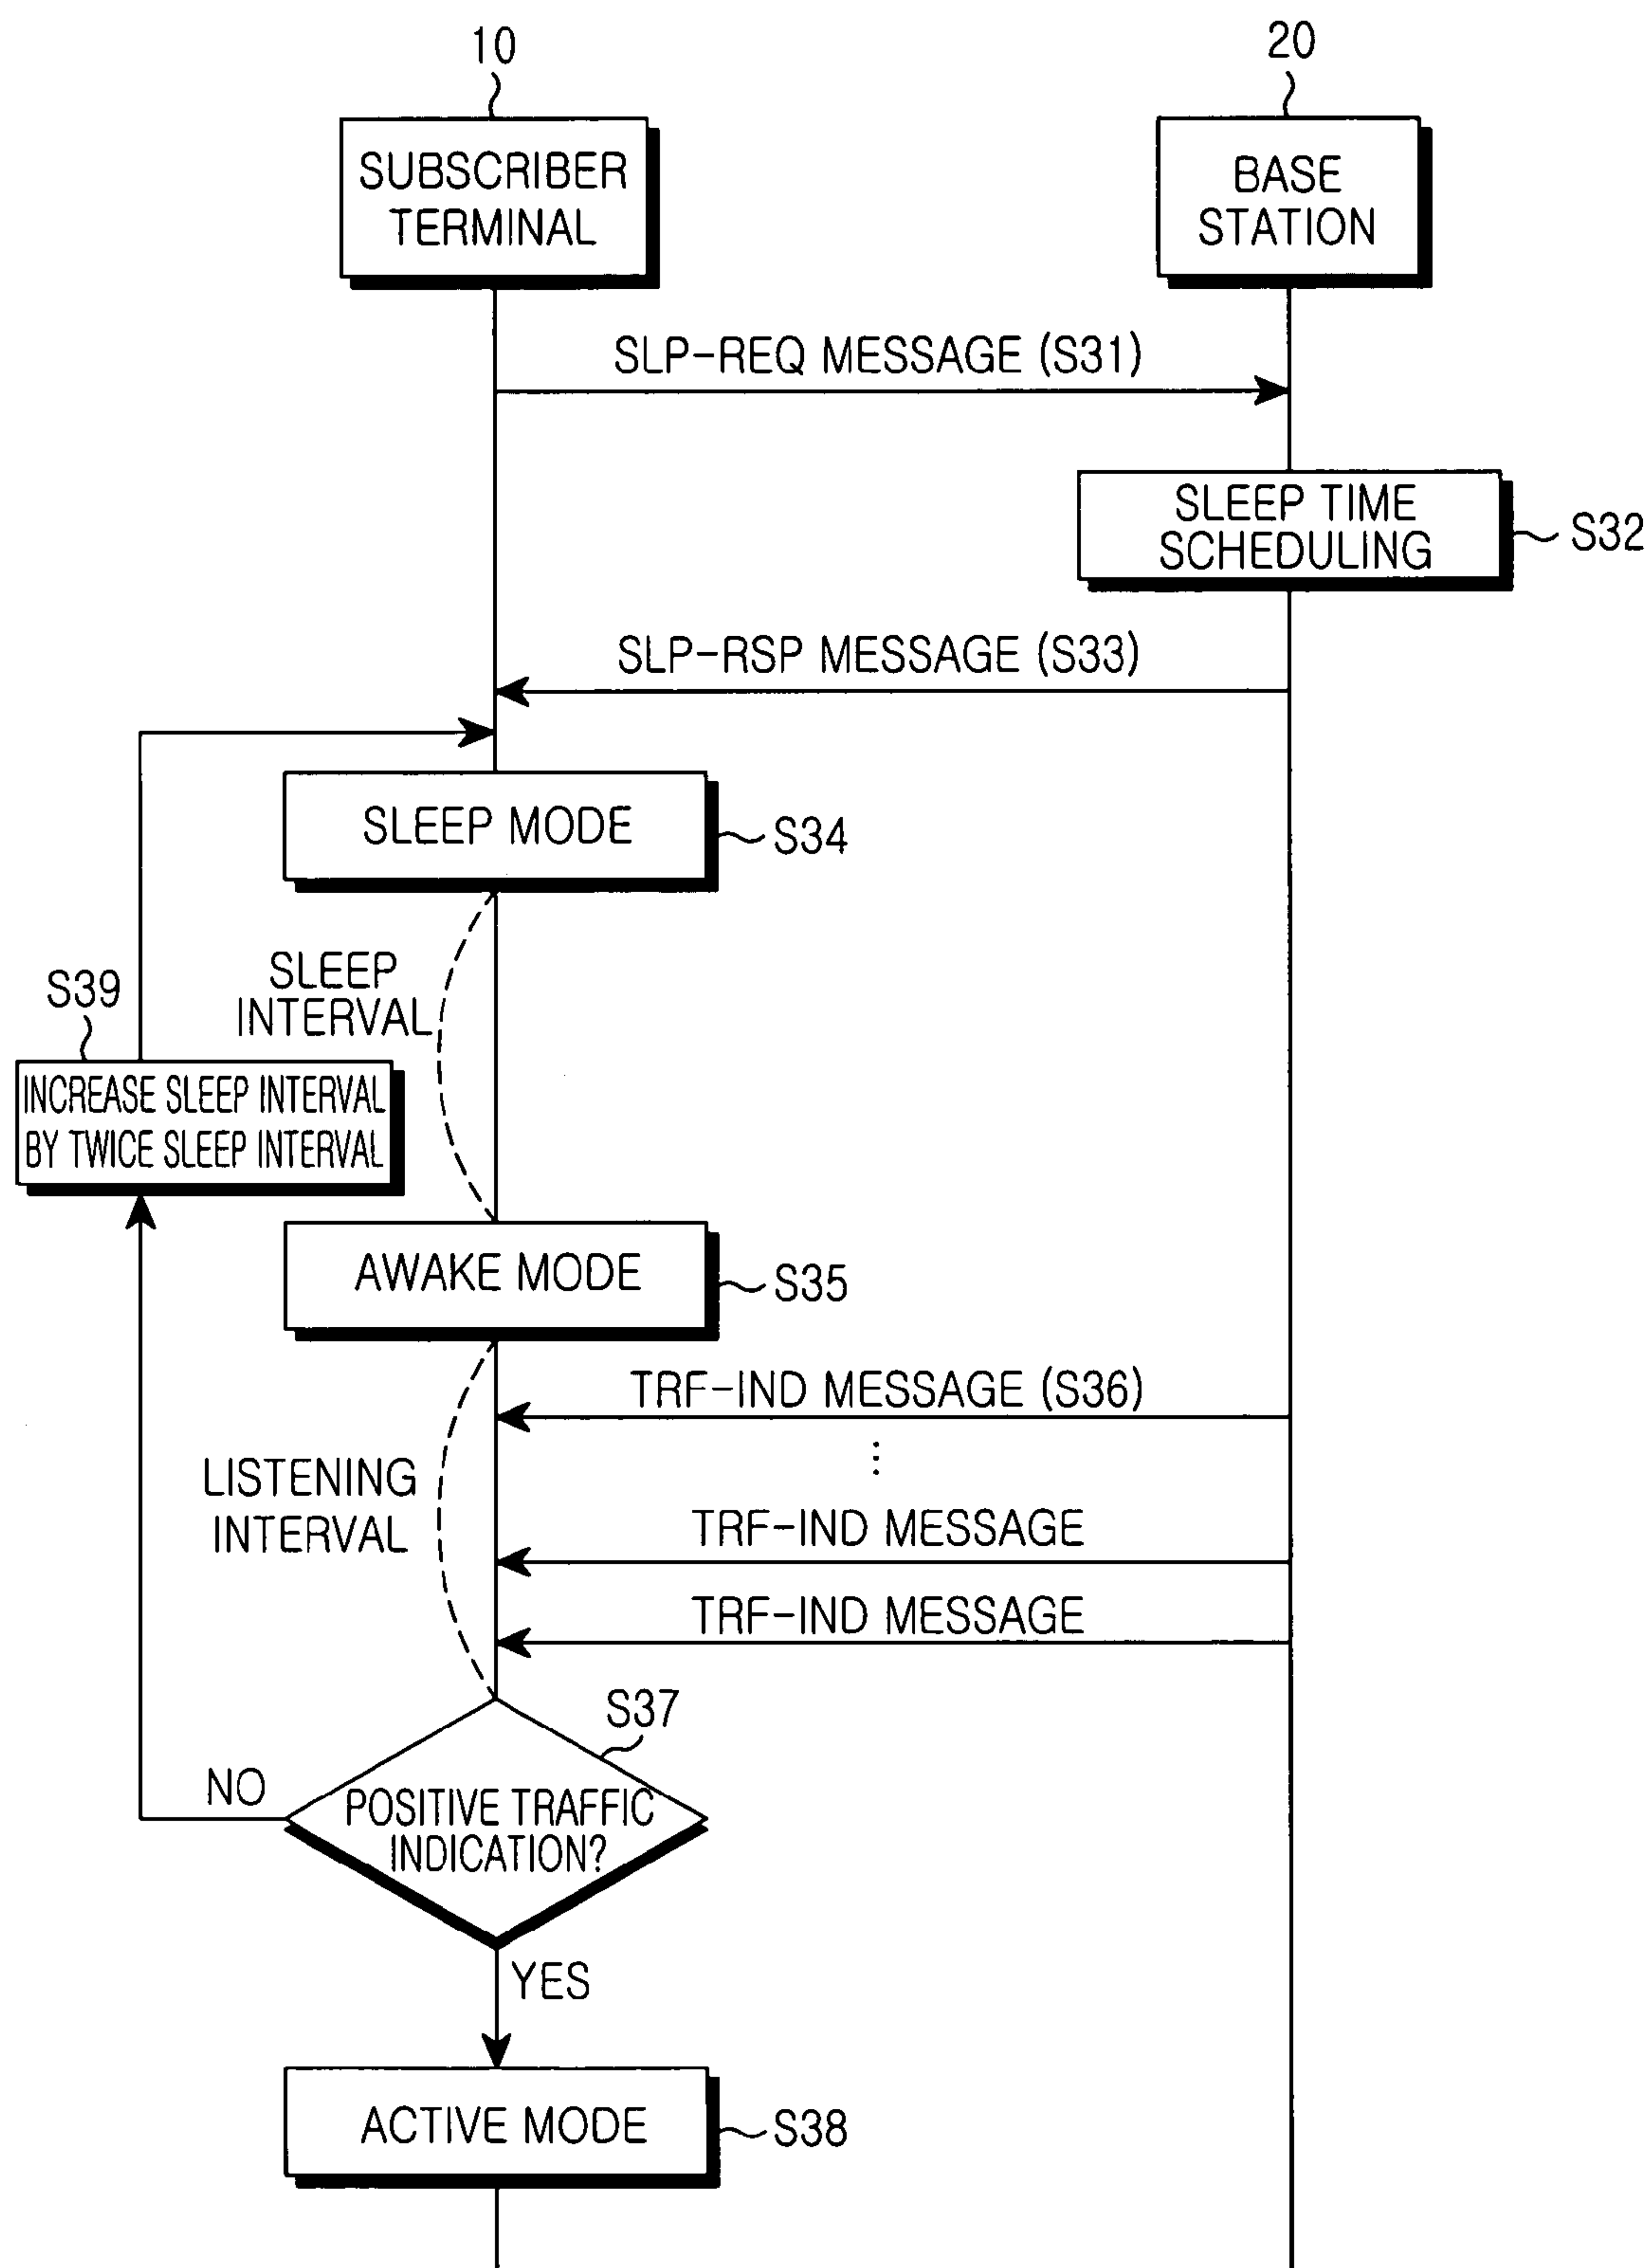 10
20
SUBSCRIBER
TERMINAL
BASE
STATION
SLP-REQ MESSAGE (S31)
SLEEP TIME
SCHEDULING
S32
SLP-RSP MESSAGE (S33)
SLEEP MODE
S34
SLEEP
INTERVAL
S39
INCREASE SLEEP INTERVAL
BY TWICE SLEEP INTERVAL
AWAKE MODE
S35
TRF-IND MESSAGE (S36)
⋮
LISTENING
INTERVAL
TRF-IND MESSAGE
TRF-IND MESSAGE
S37
NO
POSITIVE TRAFFIC
INDICATION?
YES
ACTIVE MODE
S38